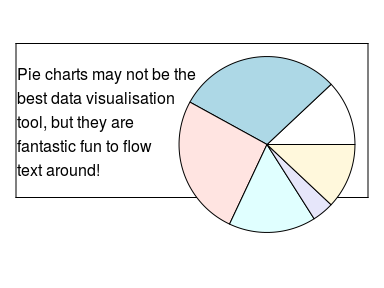 Pie charts may not be the
best data visualisation
tool, but they are
fantastic fun to flow
text around!